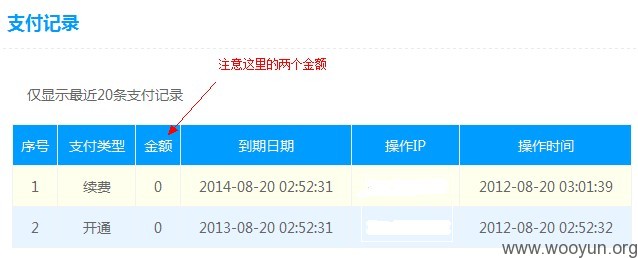 支付记录
注意这里的两个金额
仅显示最近20条支付记录
序号 支付类型 金额 到期日期 操作IP 操作时间
1 续费 0 2014-08-20 02:52:31 2012-08-20 03:01:39
2 开通 0 2013-08-20 02:52:31 2012-08-20 02:52:32
www.wooyun.org